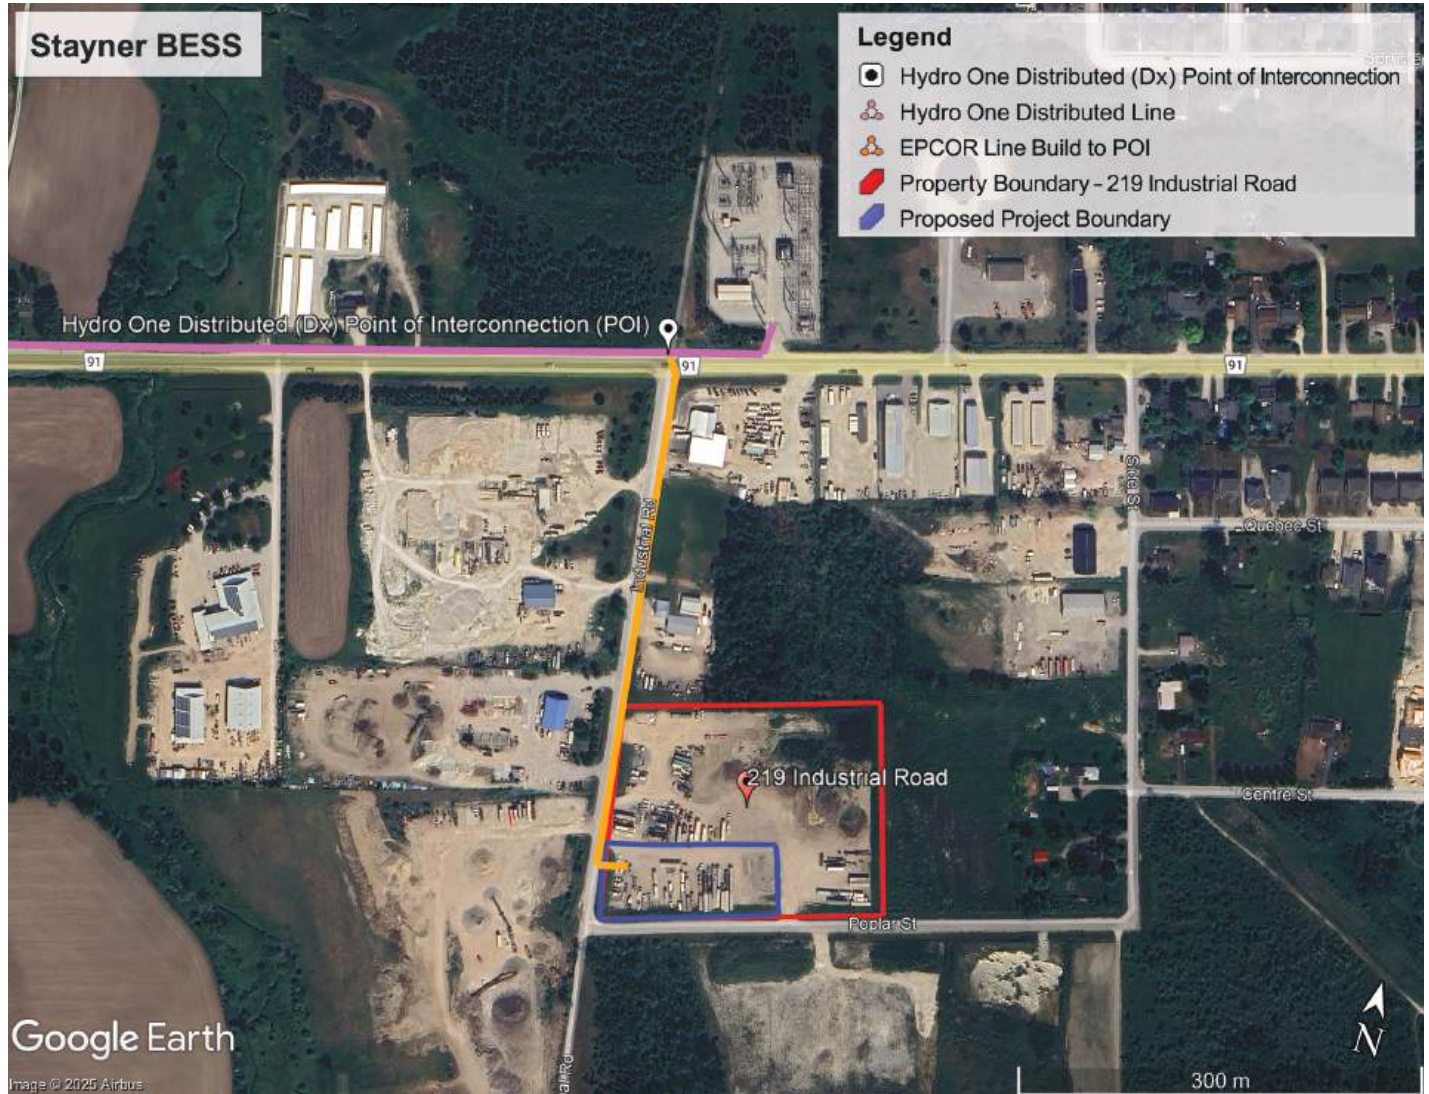 Stayner BESS
Legend
Hydro One Distributed (Dx) Point of Interconnection
Hydro One Distributed Line
EPCOR Line Build to POI
Property Boundary - 219 Industrial Road
Proposed Project Boundary
Hydro One Distributed (Dx) Point of Interconnection (POI)
91
91
91
Industrial Rd
Quebec St
219 Industrial Road
Centre St
Poplar St
Google Earth
N
Image © 2025 Airbus
300 m